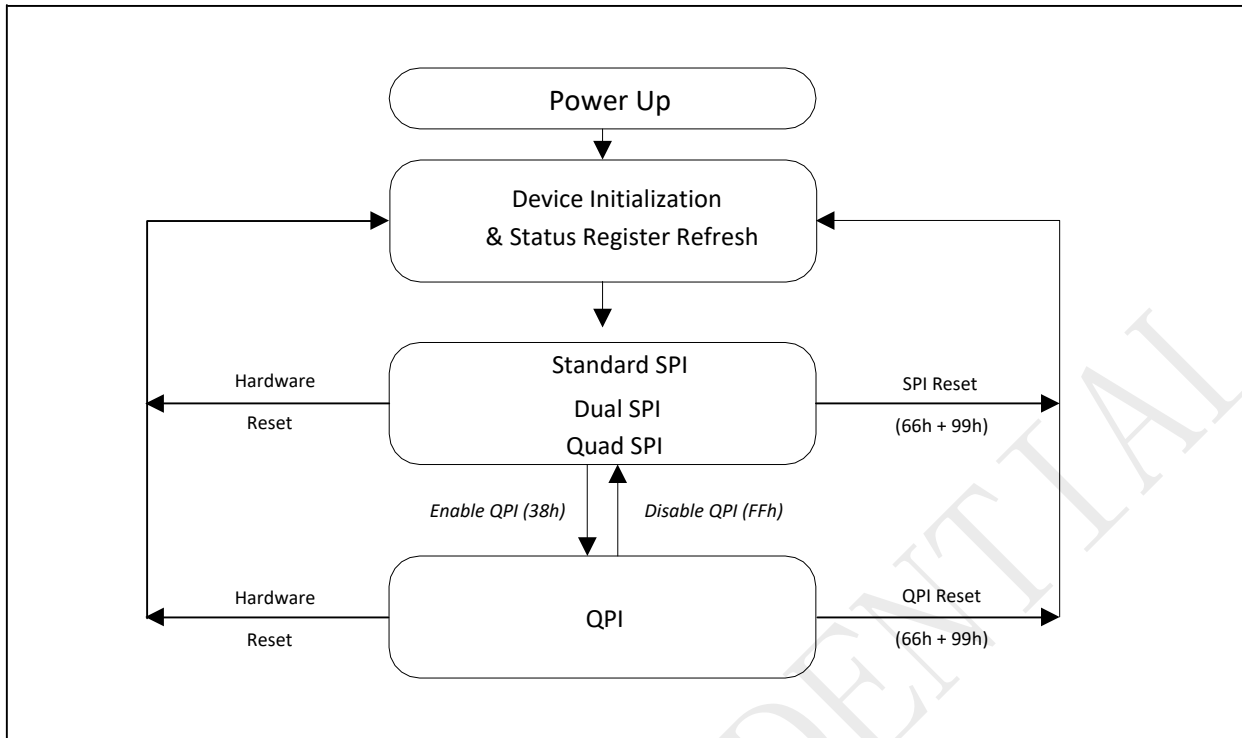 Power Up
Device Initialization
& Status Register Refresh
Standard SPI
Dual SPI
Quad SPI
Hardware
Reset
SPI Reset
(66h + 99h)
Enable QPI (38h)
Disable QPI (FFh)
QPI
Hardware
Reset
QPI Reset
(66h + 99h)
DENTIAI